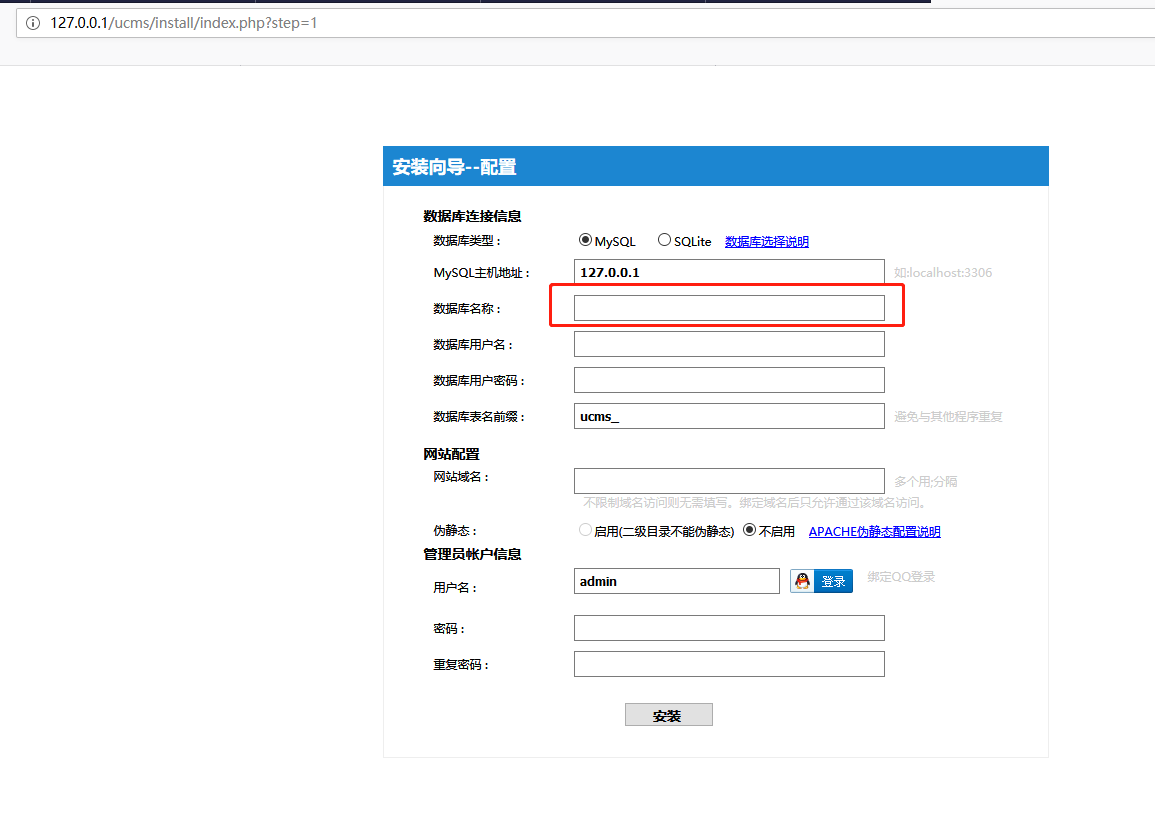 127.0.0.1/ucms/install/index.php?step=1
安装向导--配置
数据库连接信息
数据库类型： MySQL SQLite 数据库选择说明
MySQL主机地址： 127.0.0.1 如:localhost:3306
数据库名称：
数据库用户名：
数据库用户密码：
数据库表名前缀： ucms_ 避免与其他程序重复
网站配置
网站域名： 多个用;分隔
不限制域名访问则无需填写。绑定域名后只允许通过该域名访问。
伪静态： 启用(二级目录不能伪静态) 不启用 APACHE伪静态配置说明
管理员帐户信息
用户名： admin 登录 绑定QQ登录
密码：
重复密码：
安装